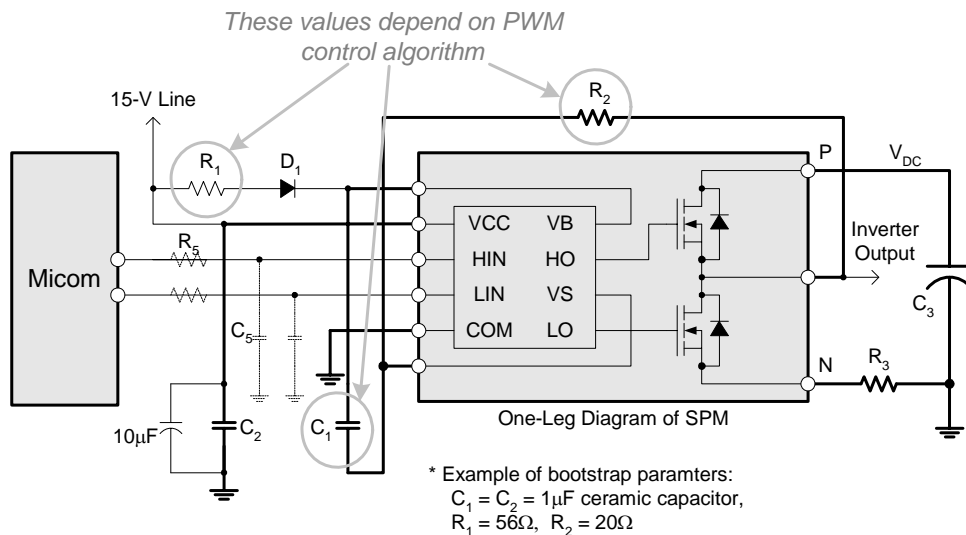 These values depend on PWM
control algorithm
R2
15-V Line
R1
D1
P
VDC
VCC
VB
R5
HIN
HO
Inverter
Output
Micom
LIN
VS
C3
C5
COM
LO
N
R3
One-Leg Diagram of SPM
10μF
C2
C1
* Example of bootstrap paramters:
C1 = C2 = 1μF ceramic capacitor,
R1 = 56Ω, R2 = 20Ω